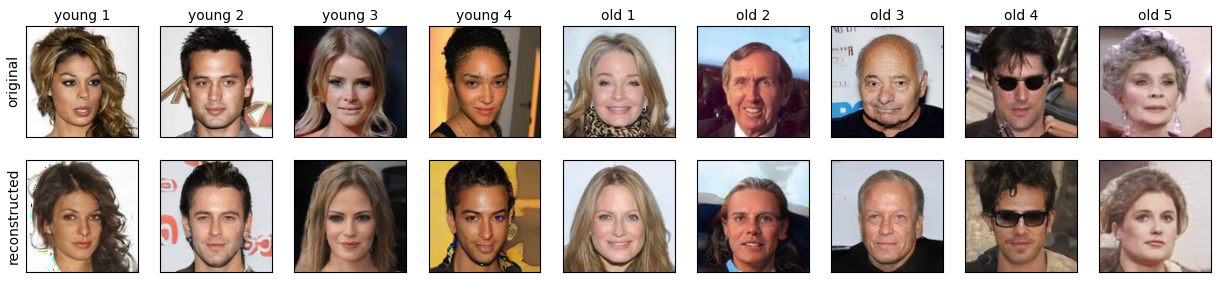 young 1 young 2 young 3 young 4 old 1 old 2 old 3 old 4 old 5
original
reconstructed